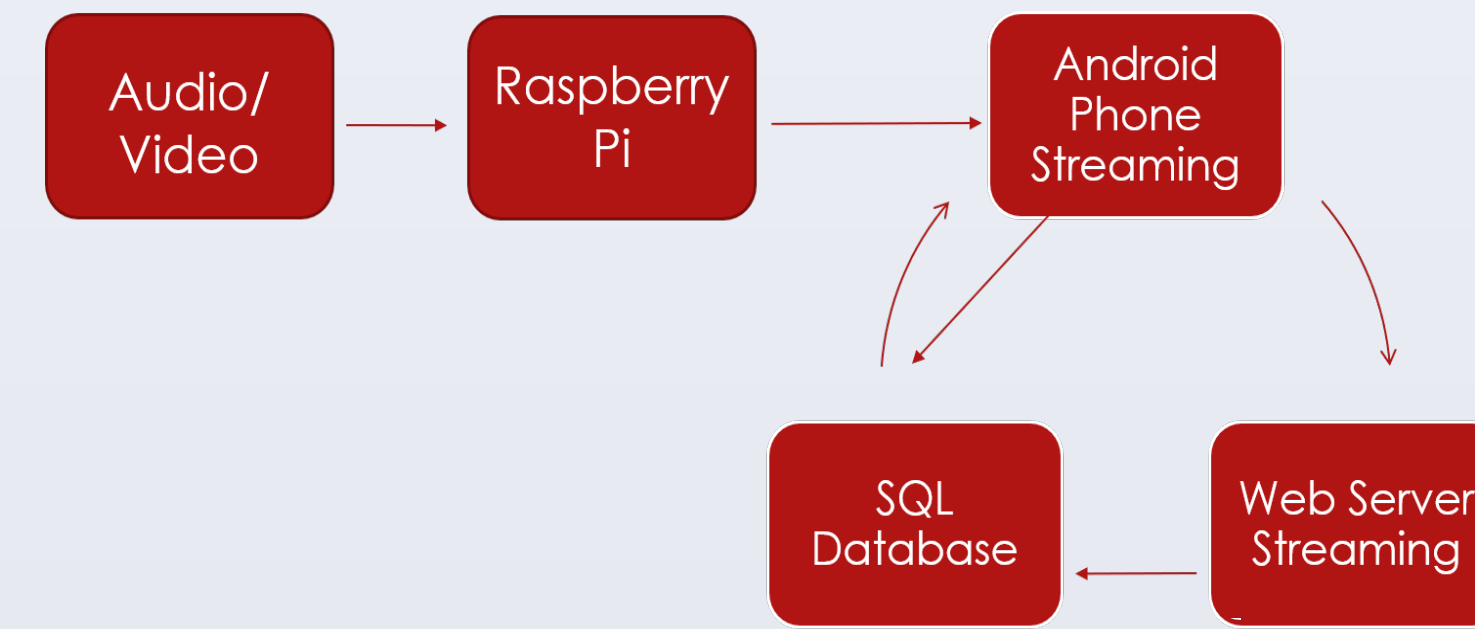 Audio/
Video
Raspberry
Pi
Android
Phone
Streaming
SQL
Database
Web Server
Streaming